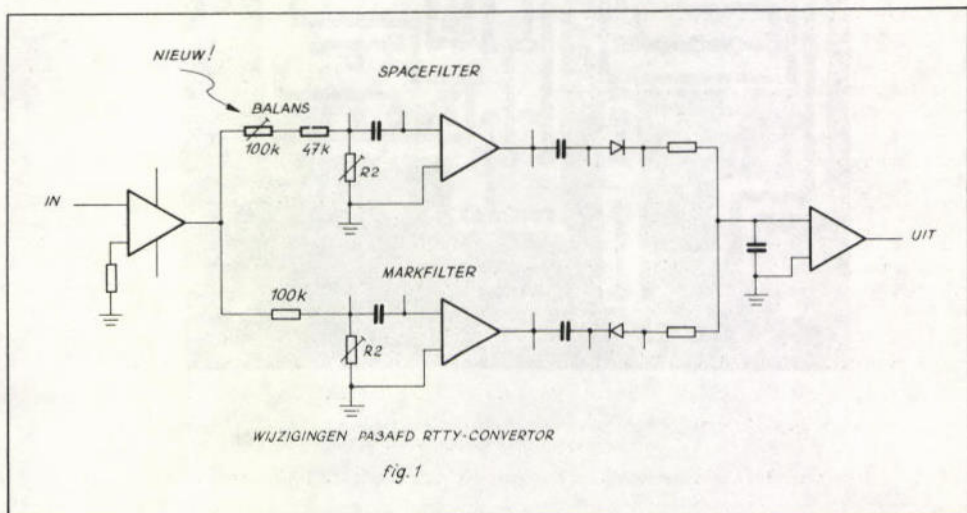 NIEUW!
SPACEFILTER
BALANS
100k 47k
R2
IN
UIT
MARKFILTER
100k
R2
WIJZIGINGEN PA3AFD RTTY-CONVERTOR
fig. 1